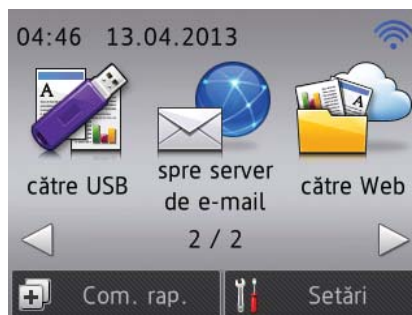 04:46 13.04.2013
A
A
către USB
spre server
de e-mail
către Web
2 / 2
Com. rap.
Setări